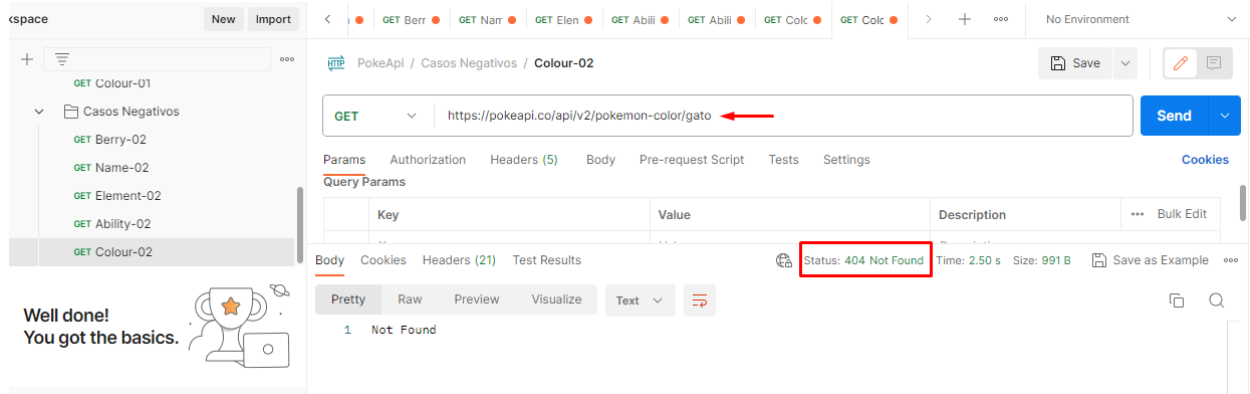 kspace New Import
GET Berr GET Nam GET Elen GET Abili GET Abili GET Colc GET Colc No Environment
HTTP PokeApi / Casos Negativos / Colour-02 Save
GET Colour-01
Casos Negativos
GET Berry-02
GET Name-02
GET Element-02
GET Ability-02
GET Colour-02
Well done!
You got the basics.
GET https://pokeapi.co/api/v2/pokemon-color/gato Send
Params Authorization Headers (5) Body Pre-request Script Tests Settings Cookies
Query Params
Key Value Description Bulk Edit
Body Cookies Headers (21) Test Results Status: 404 Not Found Time: 2.50 s Size: 991 B Save as Example
Pretty Raw Preview Visualize Text
1 Not Found